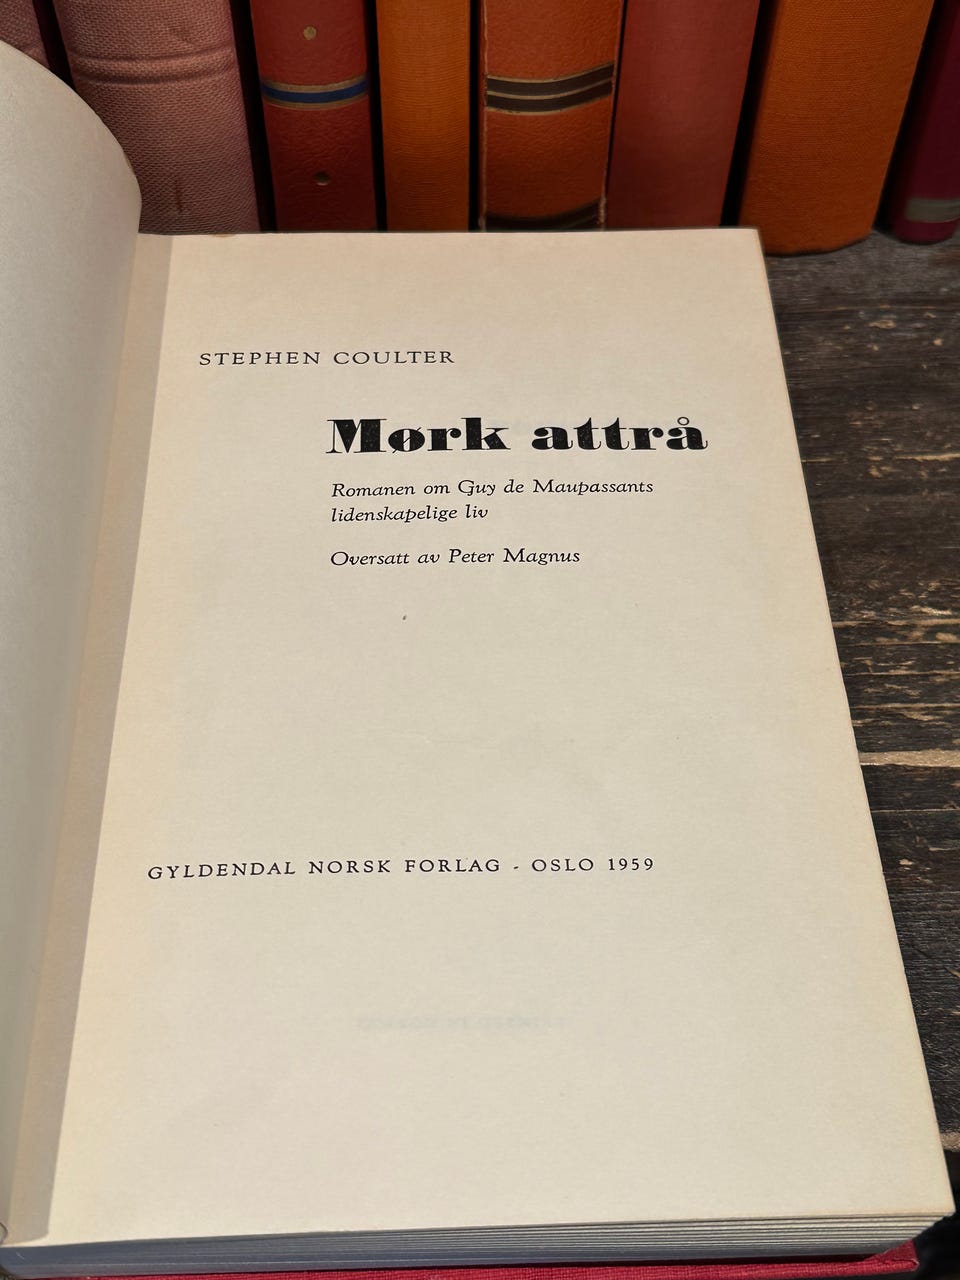 STEPHEN COULTER
Mørk attrå
Romanen om Guy de Maupassants
lidenskapelige liv
Oversatt av Peter Magnus
GYLDENDAL NORSK FORLAG - OSLO 1959